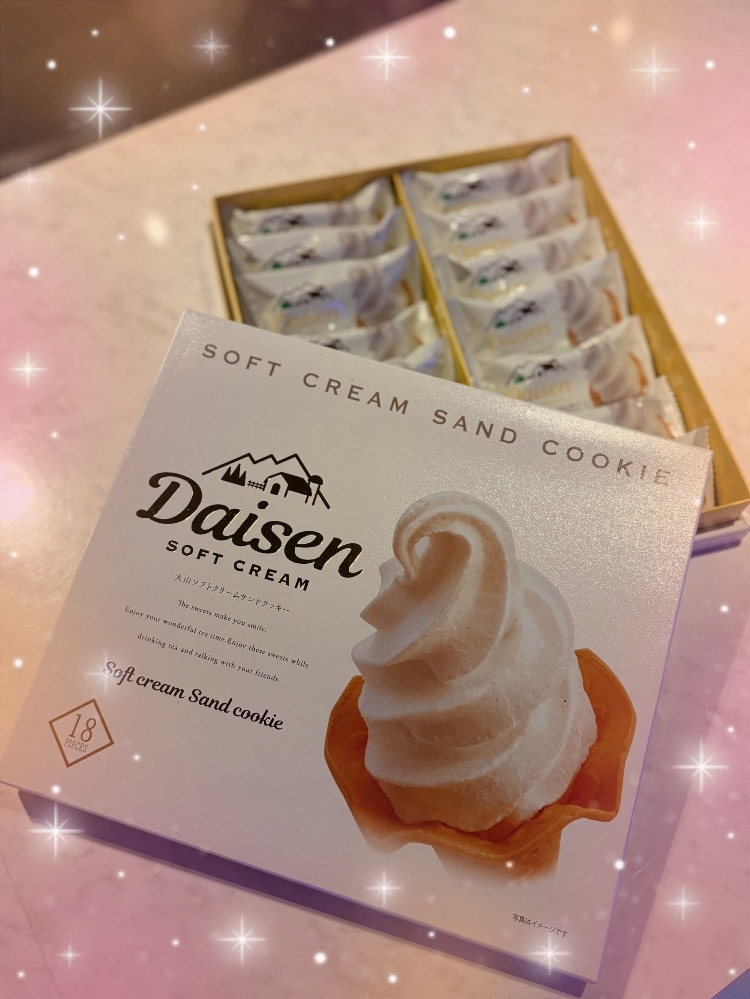 SOFT CREAM SAND COOKIE
Daisen
SOFT CREAM
大山ソフトクリームサンドクッキー
The sweets make you smile.
Enjoy your wonderful tea time.Enjoy these sweets while
drinking tea and talking with your friends.
Soft cream Sand cookie
18
PIECES
写真はイメージです
Daisen